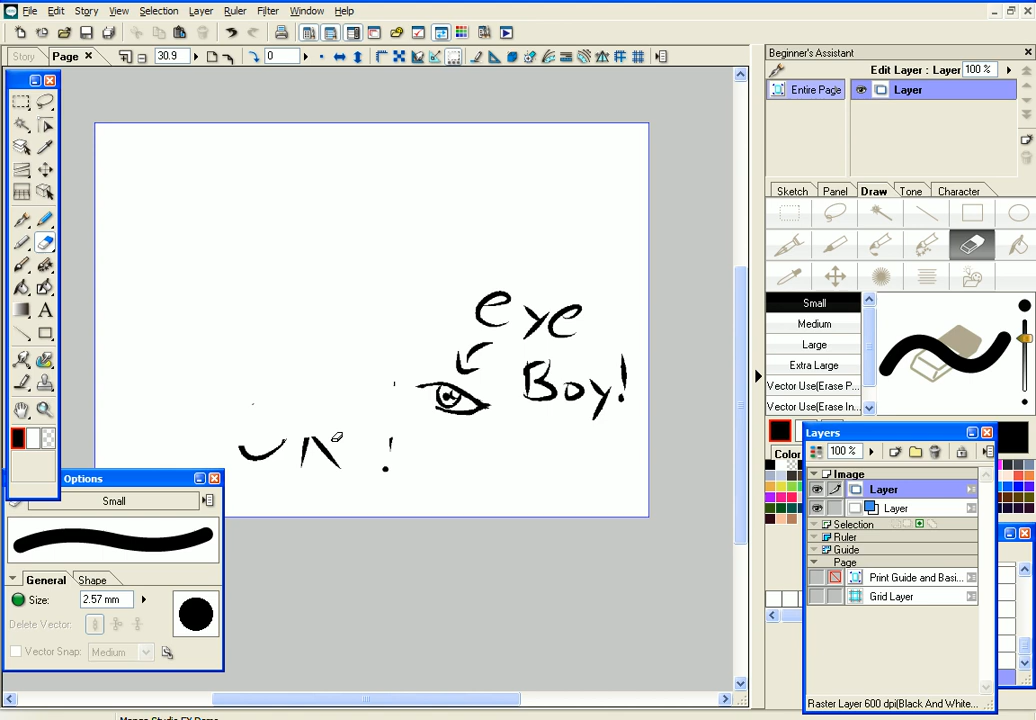 File Edit Story View Selection Layer Ruler Filter Window Help
Story Page 30.9 0
Beginner's Assistant
Edit Layer : Layer 100 %
Entire Page Layer
Sketch Panel Draw Tone Character
Small
Medium
Large
Extra Large
Vector Use(Erase P...
Vector Use(Erase In...
eye
Boy!
Options
Small
General Shape
Size: 2.57 mm
Delete Vector:
Vector Snap: Medium
Layers
100 %
Image
Layer
Layer
Selection
Ruler
Guide
Page
Print Guide and Basi...
Grid Layer
Raster Layer 600 dpi(Black And White...